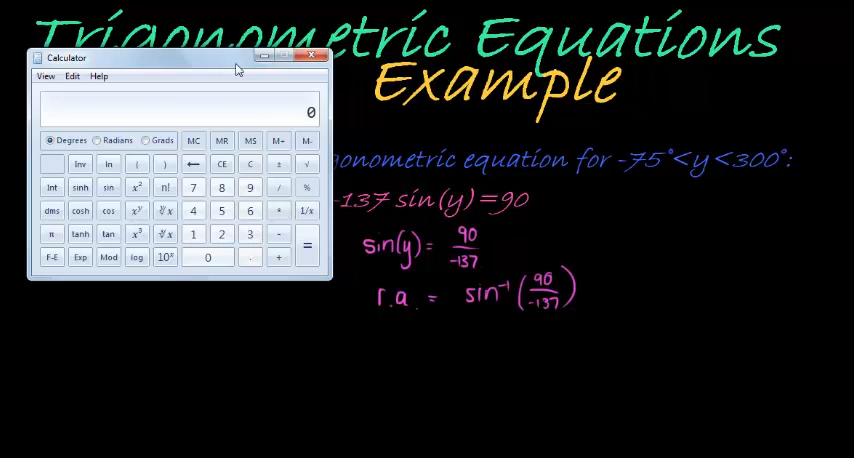 Trigonometric Equations
Example
Calculator
View Edit Help
0
Degrees Radians Grads MC MR MS M+ M-
Inv ln ( ) ← CE C ± √
Int sinh sin x² n! 7 8 9 / %
dms cosh cos xʸ ʸ√x 4 5 6 * 1/x
π tanh tan x³ ³√x 1 2 3 - =
F-E Exp Mod log 10ˣ 0 . +
equation for -75°<y<300°:
-137 sin(y)=90
sin(y) = 90/-137
r.a. = sin⁻¹(90/-137)